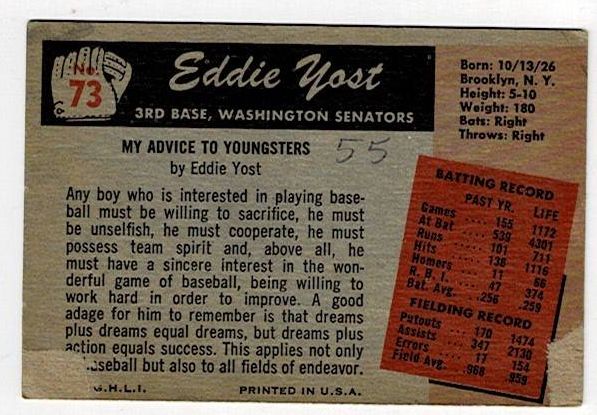 No.
73
Eddie Yost
3RD BASE, WASHINGTON SENATORS
Born: 10/13/26
Brooklyn, N. Y.
Height: 5-10
Weight: 180
Bats: Right
Throws: Right
MY ADVICE TO YOUNGSTERS
by Eddie Yost
55
Any boy who is interested in playing base-
ball must be willing to sacrifice, he must
be unselfish, he must cooperate, he must
possess team spirit and, above all, he
must have a sincere interest in the won-
derful game of baseball, being willing to
work hard in order to improve. A good
adage for him to remember is that dreams
plus dreams equal dreams, but dreams plus
action equals success. This applies not only
baseball but also to all fields of endeavor.
BATTING RECORD
PAST YR. LIFE
Games 155 1172
At Bat 539 4301
Runs 101 711
Hits 138 1116
Homers 11 66
R. B. I. 47 374
Bat. Avg. .256 .259
FIELDING RECORD
Putouts 170 1474
Assists 347 2130
Errors 17 154
Field Avg. .968 .959
G.H.L.I. PRINTED IN U.S.A.